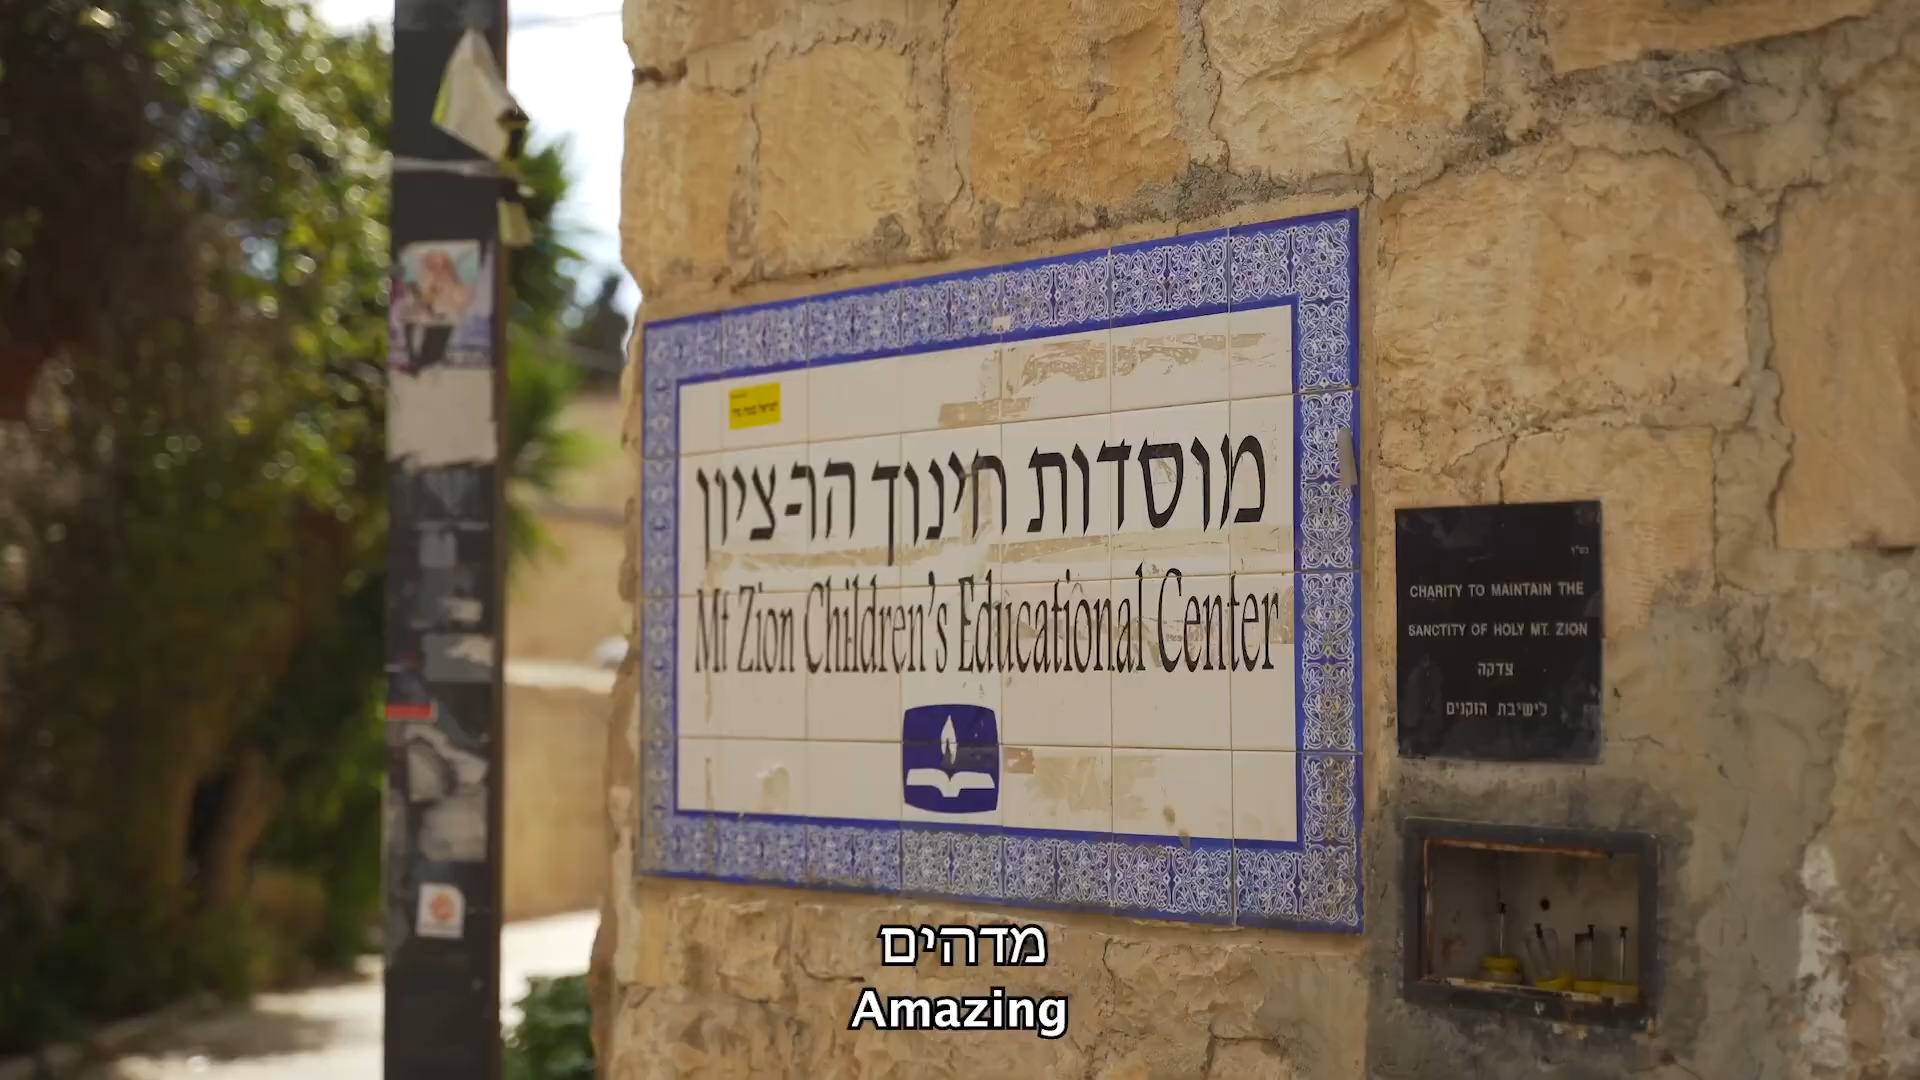 מוסדות חינוך הר-ציון
Mt Zion Children's Educational Center
CHARITY TO MAINTAIN THE
SANCTITY OF HOLY MT. ZION
צדקה
לישיבת הזקנים
מדהים
Amazing